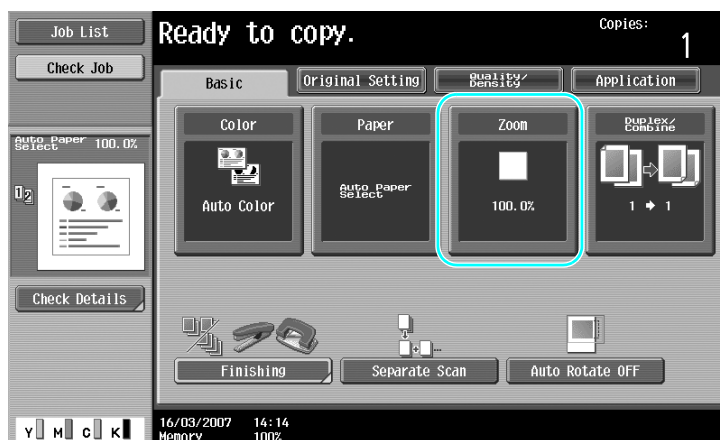 Job List
Check Job
Ready to copy.
Copies:
1
Basic
Original Setting
Quality/
Density
Application
Color
Auto Color
Paper
Auto Paper
Select
Zoom
100.0%
Duplex/
Combine
1 → 1
Auto Paper
Select 100.0%
12
Check Details
Finishing
Separate Scan
Auto Rotate OFF
Y M C K
16/03/2007 14:14
Memory 100%